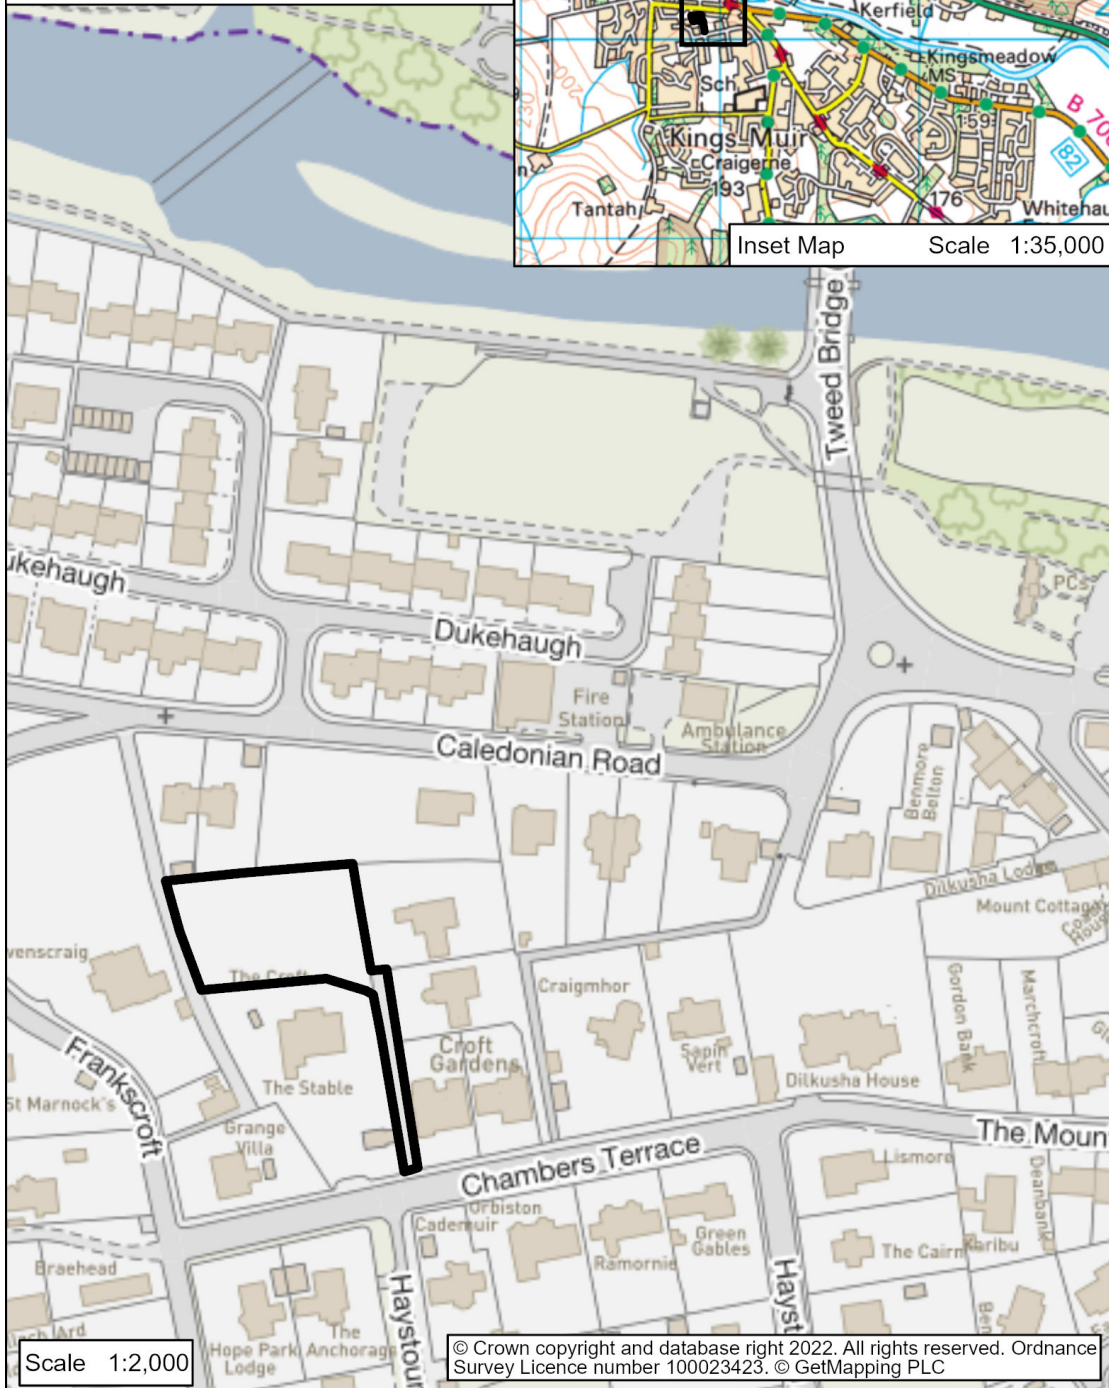 Kerfield
Kingsmeadow
MS
Sch
159
B 70
82
Kings Muir
Craigerne
193
200
230
176
Tantah
Whitehau
Inset Map Scale 1:35,000
Tweed Bridge
ukehaugh
Dukehaugh
PCs
Fire
Station
Ambulance
Station
Caledonian Road
Benmore
Belton
Dilkusha Lodge
Mount Cottage
House
venscraig
The Croft
Craigmhor
Gordon Bank
Marchcroft
Croft
Gardens
Sapin
Vert
Frankscroft
The Stable
Dilkusha House
St Marnock's
Grange
Villa
Chambers Terrace
The Moun
Lismore
Deanbank
Orbiston
Cademuir
Green
Gables
Ramornie
The Cairn
Karibu
Braehead
Haystoun
Hayst
Ben
The
Hope Park Anchorage
Lodge
Scale 1:2,000
© Crown copyright and database right 2022. All rights reserved. Ordnance
Survey Licence number 100023423. © GetMapping PLC